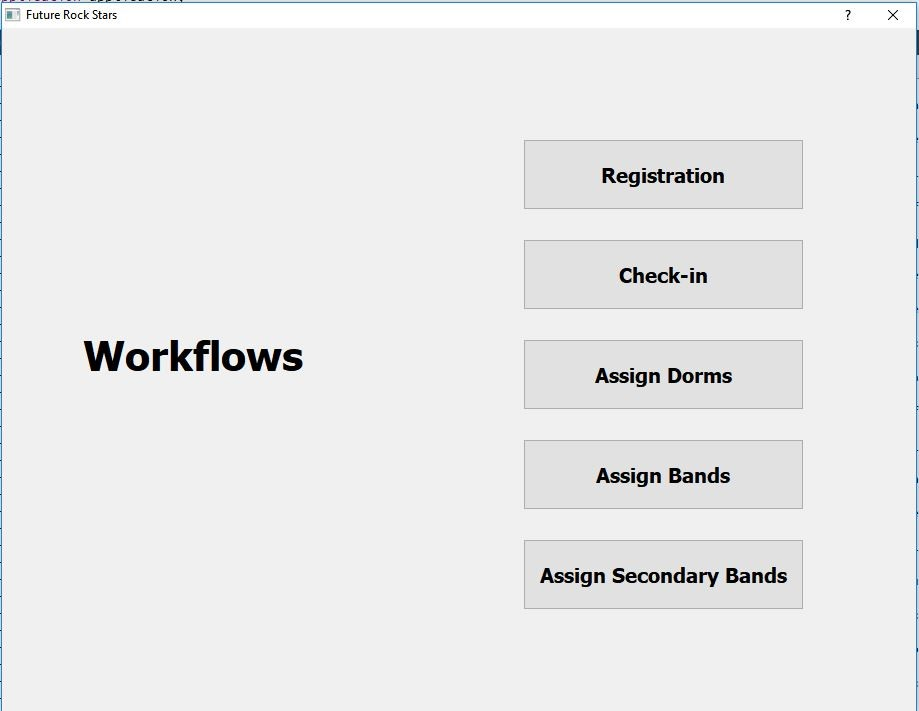 Future Rock Stars
?
Registration
Check-in
Workflows
Assign Dorms
Assign Bands
Assign Secondary Bands